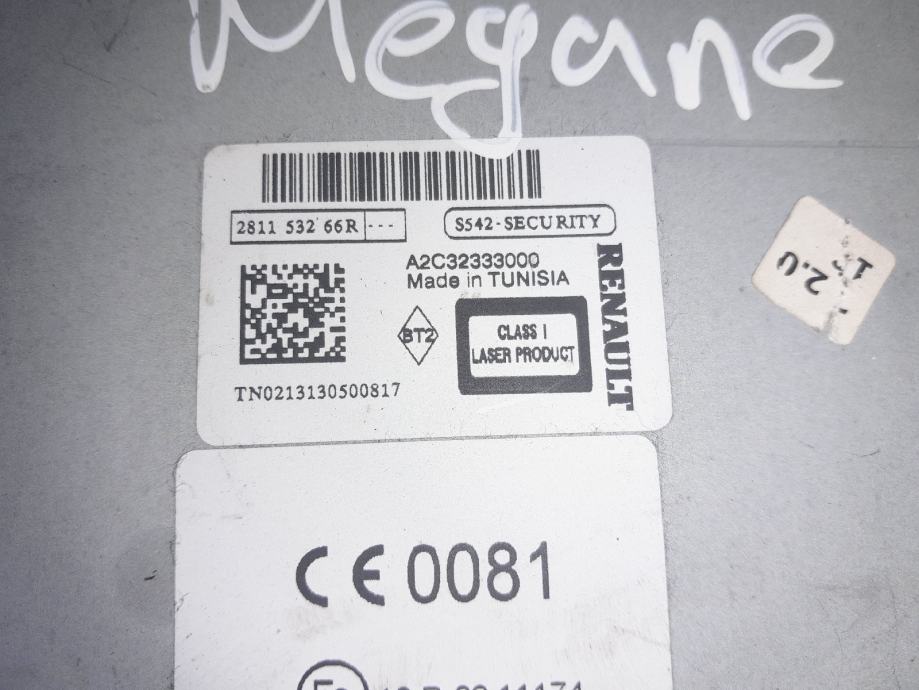 Megane
2811 532 66R ---
S542-SECURITY
A2C32333000
Made in TUNISIA
RENAULT
BT2
CLASS I
LASER PRODUCT
TN0213130500817
2.0
CE 0081